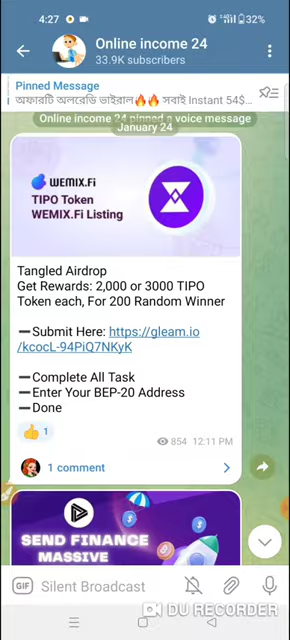 4:27
32%
Online income 24
33.9K subscribers
Pinned Message
অফারটি অলরেডি ভাইরাল🔥🔥 সবাই Instant 54$...
Online income 24 pinned a voice message
January 24
WEMIX.Fi
TIPO Token
WEMIX.Fi Listing
Tangled Airdrop
Get Rewards: 2,000 or 3000 TIPO
Token each, For 200 Random Winner
➖Submit Here: https://gleam.io
/kcocL-94PiQ7NKyK
➖Complete All Task
➖Enter Your BEP-20 Address
➖Done
👍 1
854 12:11 PM
1 comment
SEND FINANCE
MASSIVE
GIF Silent Broadcast
DU RECORDER